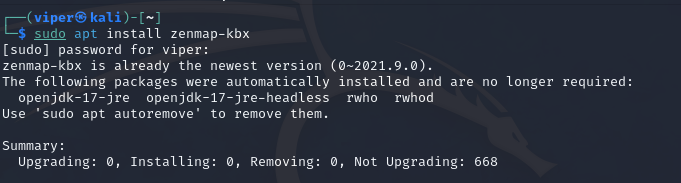 ┌──(viper㉿kali)-[~]
└─$ sudo apt install zenmap-kbx
[sudo] password for viper:
zenmap-kbx is already the newest version (0~2021.9.0).
The following packages were automatically installed and are no longer required:
  openjdk-17-jre  openjdk-17-jre-headless  rwho  rwhod
Use 'sudo apt autoremove' to remove them.

Summary:
  Upgrading: 0, Installing: 0, Removing: 0, Not Upgrading: 668